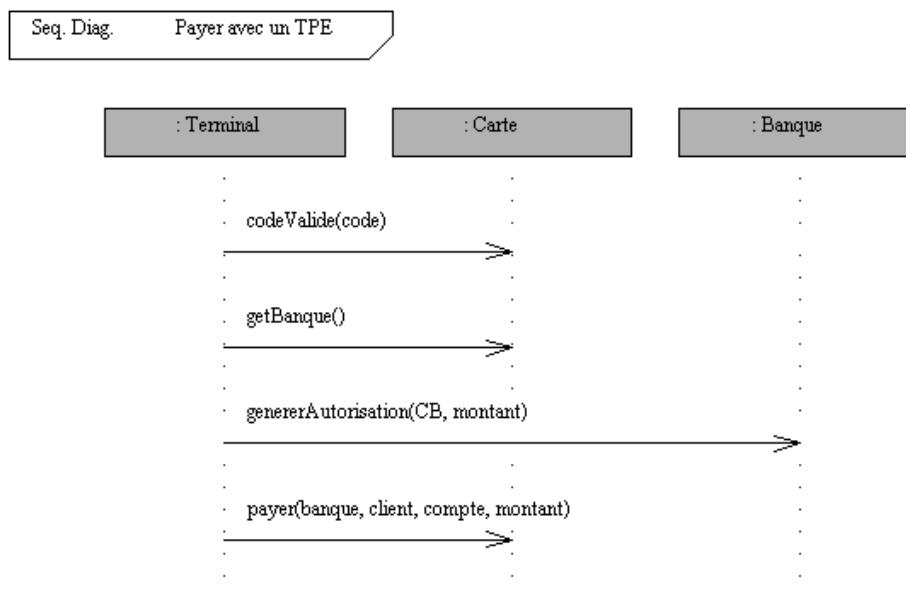 Seq. Diag. Payer avec un TPE
: Terminal : Carte : Banque
codeValide(code)
getBanque()
genererAutorisation(CB, montant)
payer(banque, client, compte, montant)